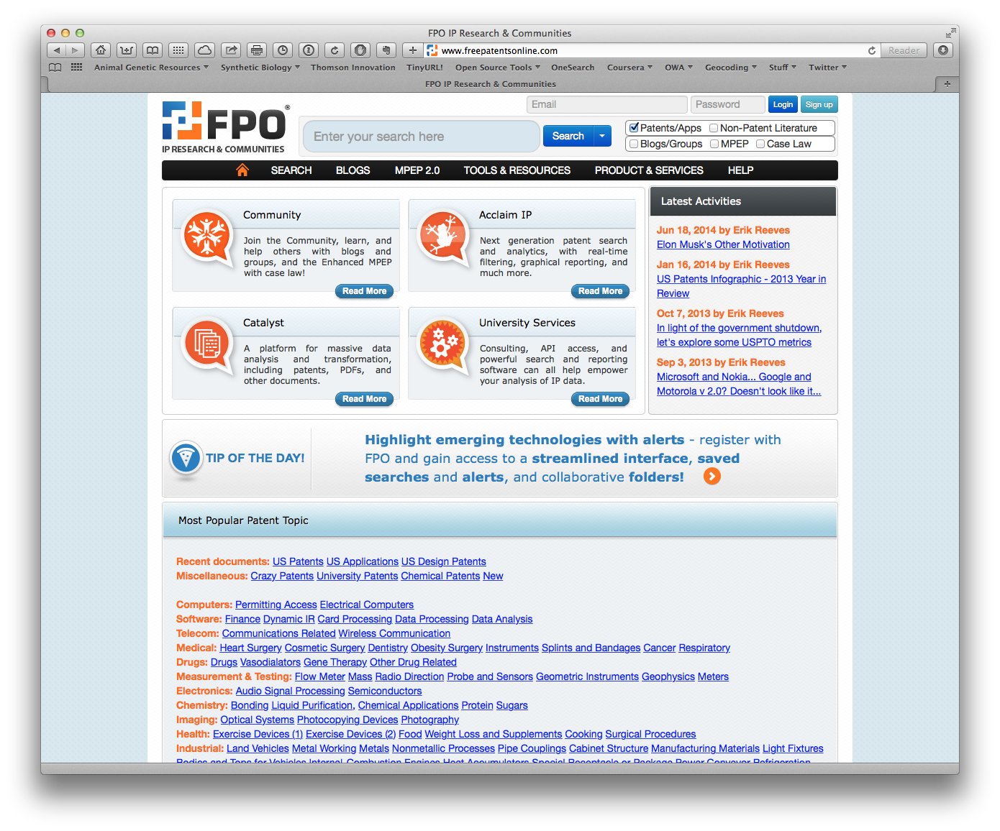 FPO IP Research & Communities
www.freepatentsonline.com
Reader
Animal Genetic Resources Synthetic Biology Thomson Innovation TinyURL! Open Source Tools OneSearch Coursera OWA Geocoding Stuff Twitter
FPO IP Research & Communities
Email Password Login Sign up
FPO®
IP RESEARCH & COMMUNITIES
Enter your search here Search
Patents/Apps Non-Patent Literature
Blogs/Groups MPEP Case Law
SEARCH BLOGS MPEP 2.0 TOOLS & RESOURCES PRODUCT & SERVICES HELP
Community
Join the Community, learn, and
help others with blogs and
groups, and the Enhanced MPEP
with case law!
Read More
Acclaim IP
Next generation patent search
and analytics, with real-time
filtering, graphical reporting, and
much more.
Read More
Catalyst
A platform for massive data
analysis and transformation,
including patents, PDFs, and
other documents.
Read More
University Services
Consulting, API access, and
powerful search and reporting
software can all help empower
your analysis of IP data.
Read More
Latest Activities
Jun 18, 2014 by Erik Reeves
Elon Musk's Other Motivation
Jan 16, 2014 by Erik Reeves
US Patents Infographic - 2013 Year in
Review
Oct 7, 2013 by Erik Reeves
In light of the government shutdown,
let's explore some USPTO metrics
Sep 3, 2013 by Erik Reeves
Microsoft and Nokia... Google and
Motorola v 2.0? Doesn't look like it...
TIP OF THE DAY!
Highlight emerging technologies with alerts - register with
FPO and gain access to a streamlined interface, saved
searches and alerts, and collaborative folders!
Most Popular Patent Topic
Recent documents: US Patents US Applications US Design Patents
Miscellaneous: Crazy Patents University Patents Chemical Patents New
Computers: Permitting Access Electrical Computers
Software: Finance Dynamic IR Card Processing Data Processing Data Analysis
Telecom: Communications Related Wireless Communication
Medical: Heart Surgery Cosmetic Surgery Dentistry Obesity Surgery Instruments Splints and Bandages Cancer Respiratory
Drugs: Drugs Vasodialators Gene Therapy Other Drug Related
Measurement & Testing: Flow Meter Mass Radio Direction Probe and Sensors Geometric Instruments Geophysics Meters
Electronics: Audio Signal Processing Semiconductors
Chemistry: Bonding Liquid Purification, Chemical Applications Protein Sugars
Imaging: Optical Systems Photocopying Devices Photography
Health: Exercise Devices (1) Exercise Devices (2) Food Weight Loss and Supplements Cooking Surgical Procedures
Industrial: Land Vehicles Metal Working Metals Nonmetallic Processes Pipe Couplings Cabinet Structure Manufacturing Materials Light Fixtures
Bodies and Tops for Vehicles Internal-Combustion Engines Heat Accumulators Special Receptacle or Package Power Conveyor Refrigeration